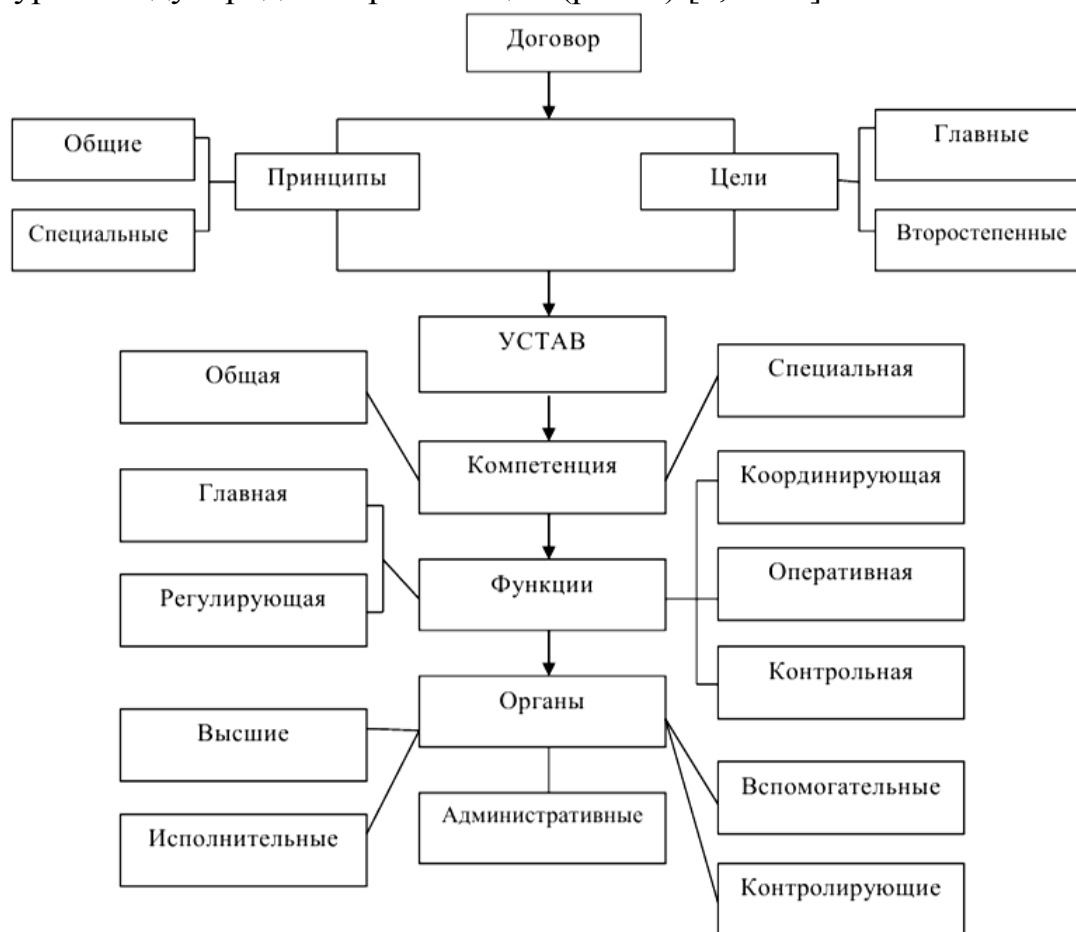 Договор
Общие
Принципы
Цели
Главные
Специальные
Второстепенные
УСТАВ
Общая
Специальная
Компетенция
Главная
Координирующая
Регулирующая
Функции
Оперативная
Контрольная
Органы
Высшие
Вспомогательные
Исполнительные
Административные
Контролирующие